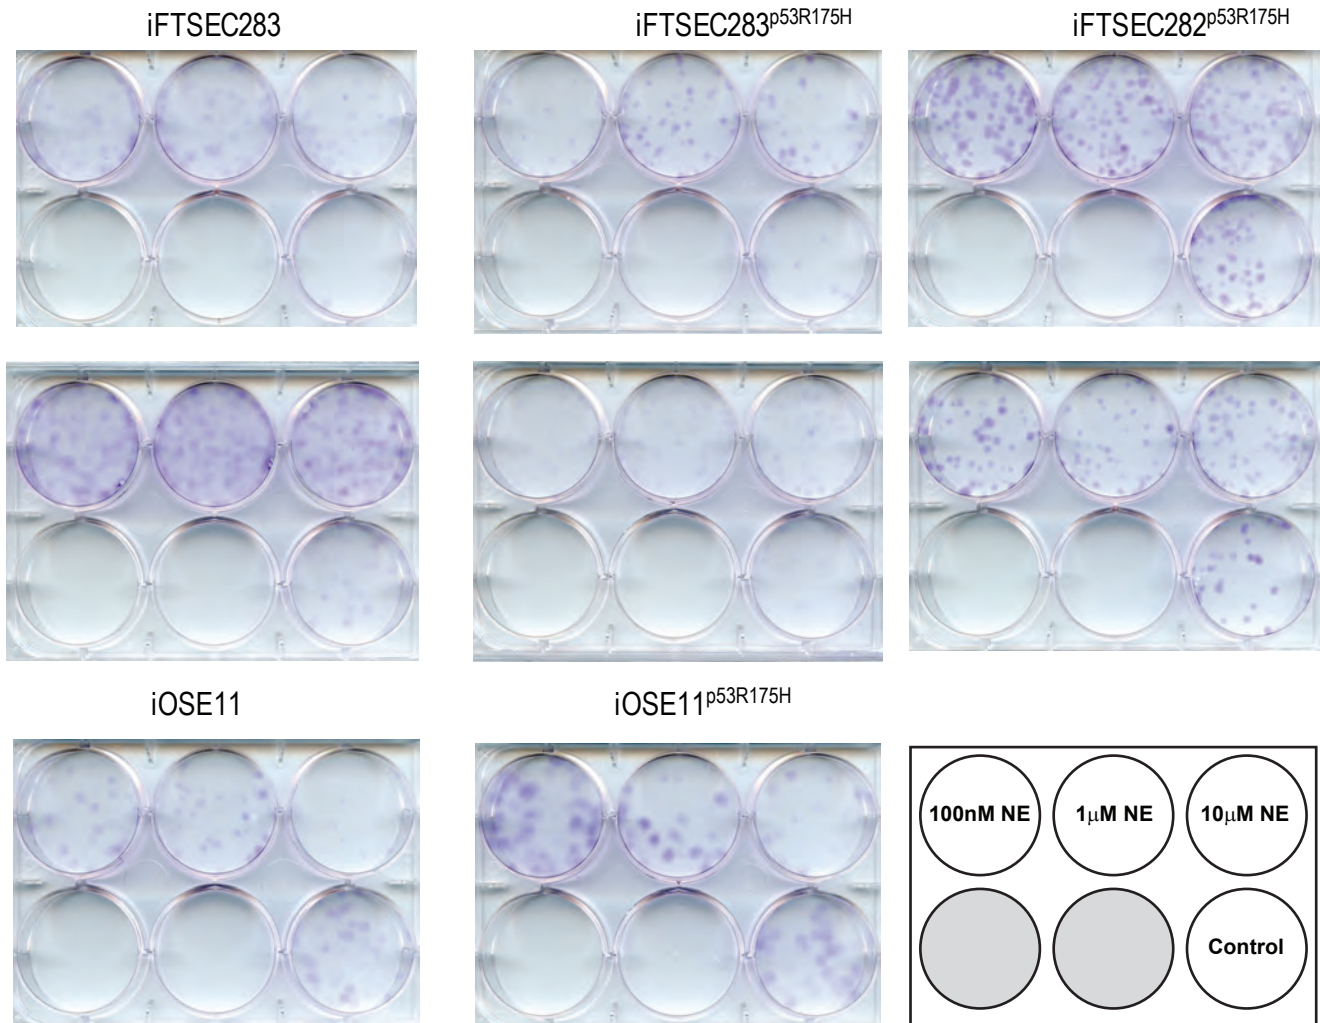 iFTSEC283
iFTSEC283p53R175H
iFTSEC282p53R175H
iOSE11
iOSE11p53R175H
100nM NE
1μM NE
10μM NE
Control